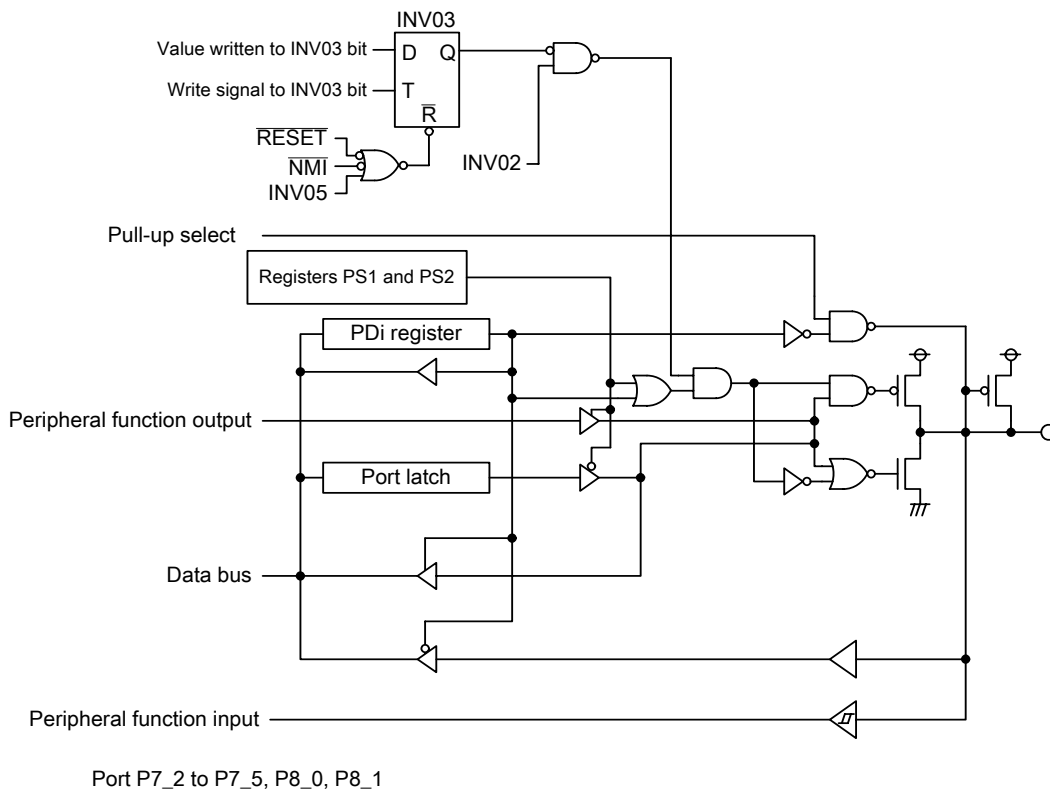 INV03
Value written to INV03 bit
D Q
Write signal to INV03 bit
T
R̅
R̅E̅S̅E̅T̅
N̅M̅I̅
INV05
INV02
Pull-up select
Registers PS1 and PS2
PDi register
Peripheral function output
Port latch
Data bus
Peripheral function input
Port P7_2 to P7_5, P8_0, P8_1